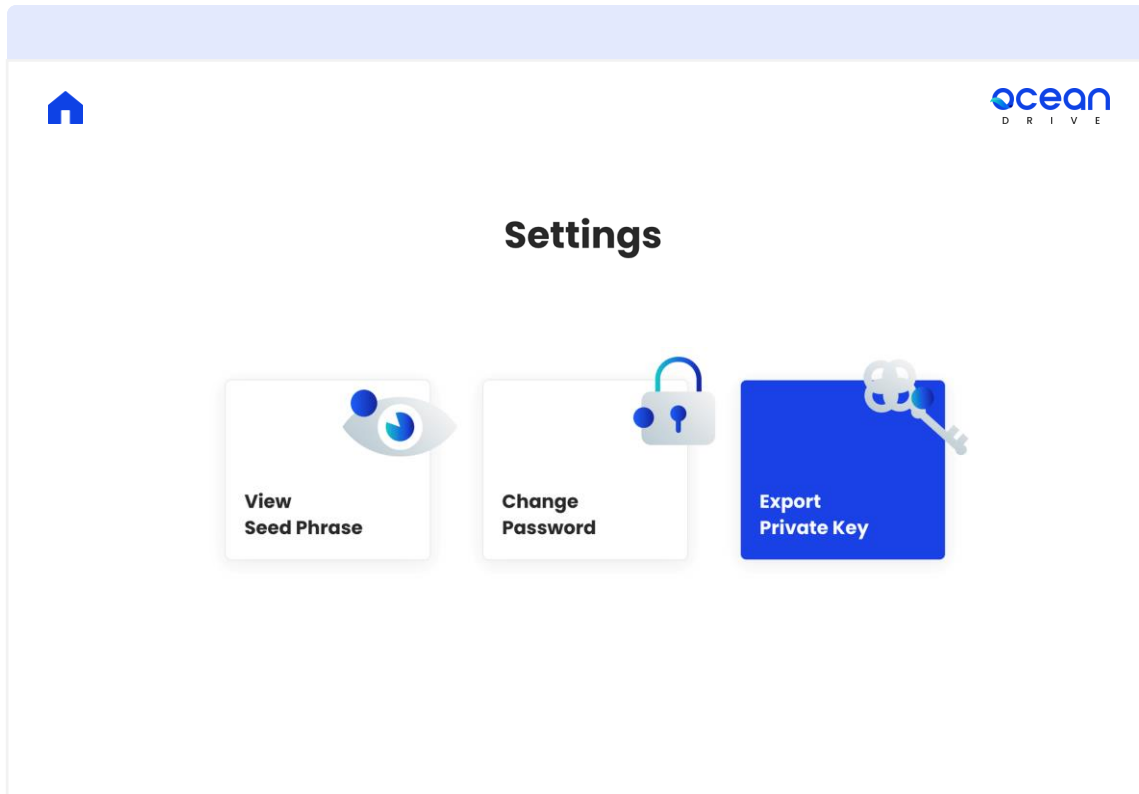 ocean
DRIVE
Settings
View
Seed Phrase
Change
Password
Export
Private Key